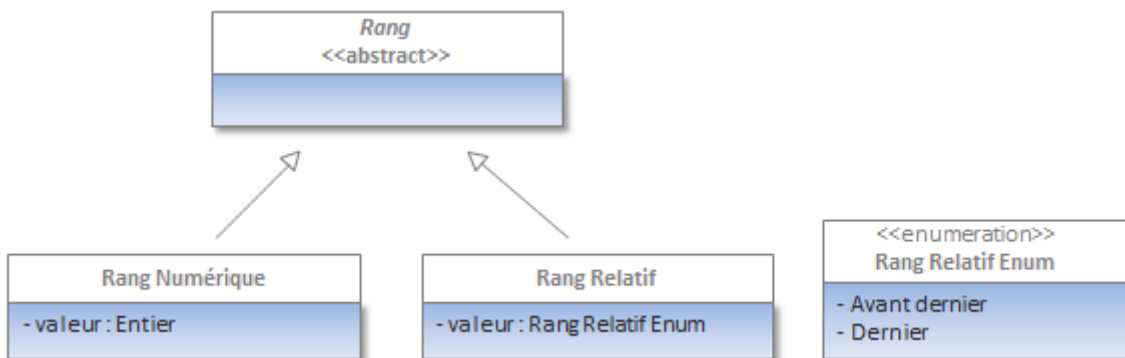 Rang
<<abstract>>
Rang Numérique
- valeur : Entier
Rang Relatif
- valeur : Rang Relatif Enum
<<enumeration>>
Rang Relatif Enum
- Avant dernier
- Dernier